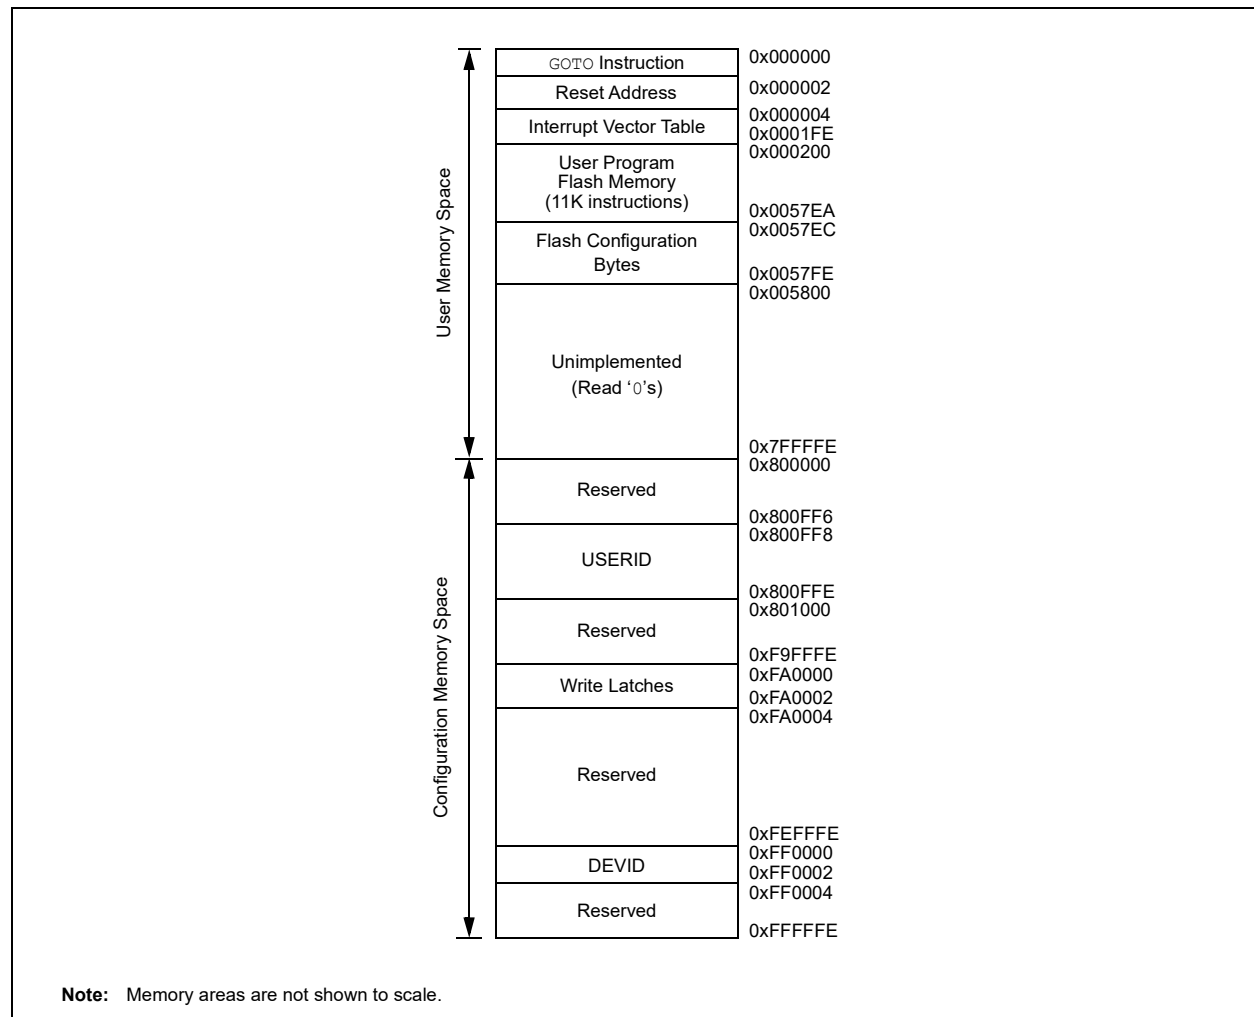 GOTO Instruction
0x000000
Reset Address
0x000002
Interrupt Vector Table
0x000004
0x0001FE
User Program
Flash Memory
(11K instructions)
0x000200
0x0057EA
Flash Configuration
Bytes
0x0057EC
0x0057FE
User Memory Space
Unimplemented
(Read ‘0’s)
0x005800
0x7FFFFE
Reserved
0x800000
0x800FF6
USERID
0x800FF8
0x800FFE
Reserved
0x801000
0xF9FFFE
Write Latches
0xFA0000
0xFA0002
Configuration Memory Space
Reserved
0xFA0004
0xFEFFFE
DEVID
0xFF0000
0xFF0002
Reserved
0xFF0004
0xFFFFFE
Note: Memory areas are not shown to scale.